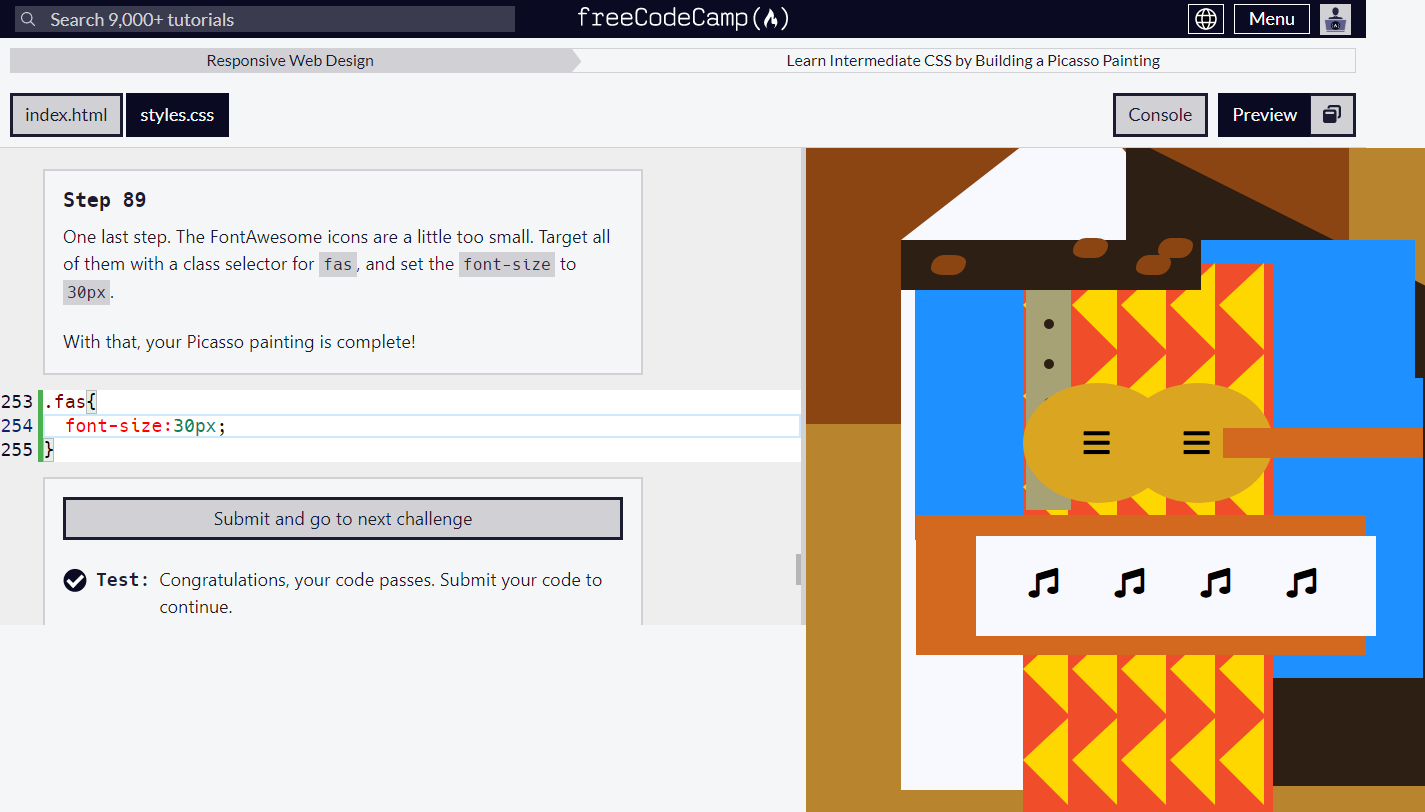 Search 9,000+ tutorials
freeCodeCamp
Menu
Responsive Web Design
Learn Intermediate CSS by Building a Picasso Painting
index.html
styles.css
Console
Preview
Step 89
One last step. The FontAwesome icons are a little too small. Target all
of them with a class selector for fas, and set the font-size to
30px.
With that, your Picasso painting is complete!
253 .fas{
254 font-size:30px;
255 }
Submit and go to next challenge
Test: Congratulations, your code passes. Submit your code to
continue.